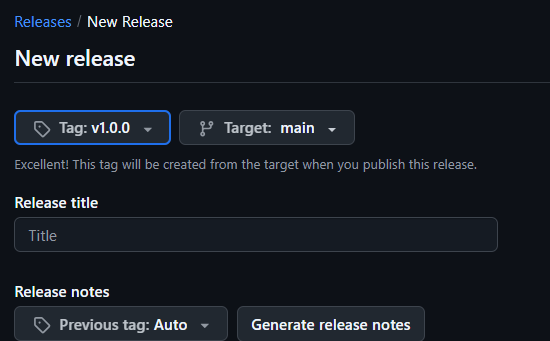 Releases / New Release
New release
Tag: v1.0.0 Target: main
Excellent! This tag will be created from the target when you publish this release.
Release title
Title
Release notes
Previous tag: Auto Generate release notes